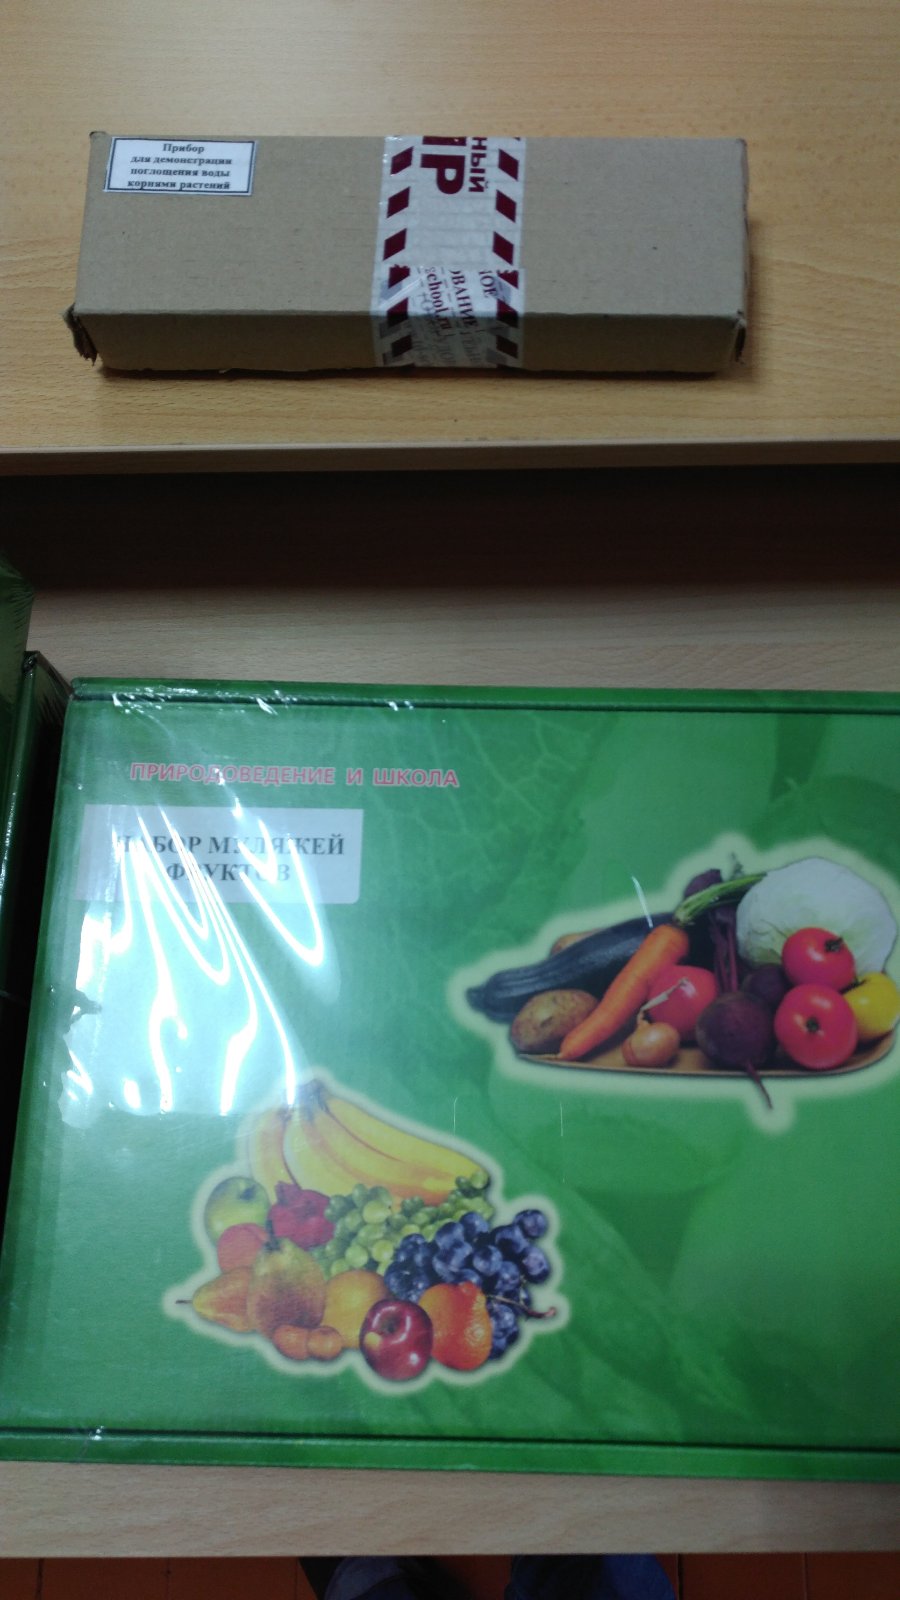 Прибор
для демонстрации
поглощения воды
корнями растений
ПРИРОДОВЕДЕНИЕ И ШКОЛА
НАБОР МУЛЯЖЕЙ
ФРУКТОВ